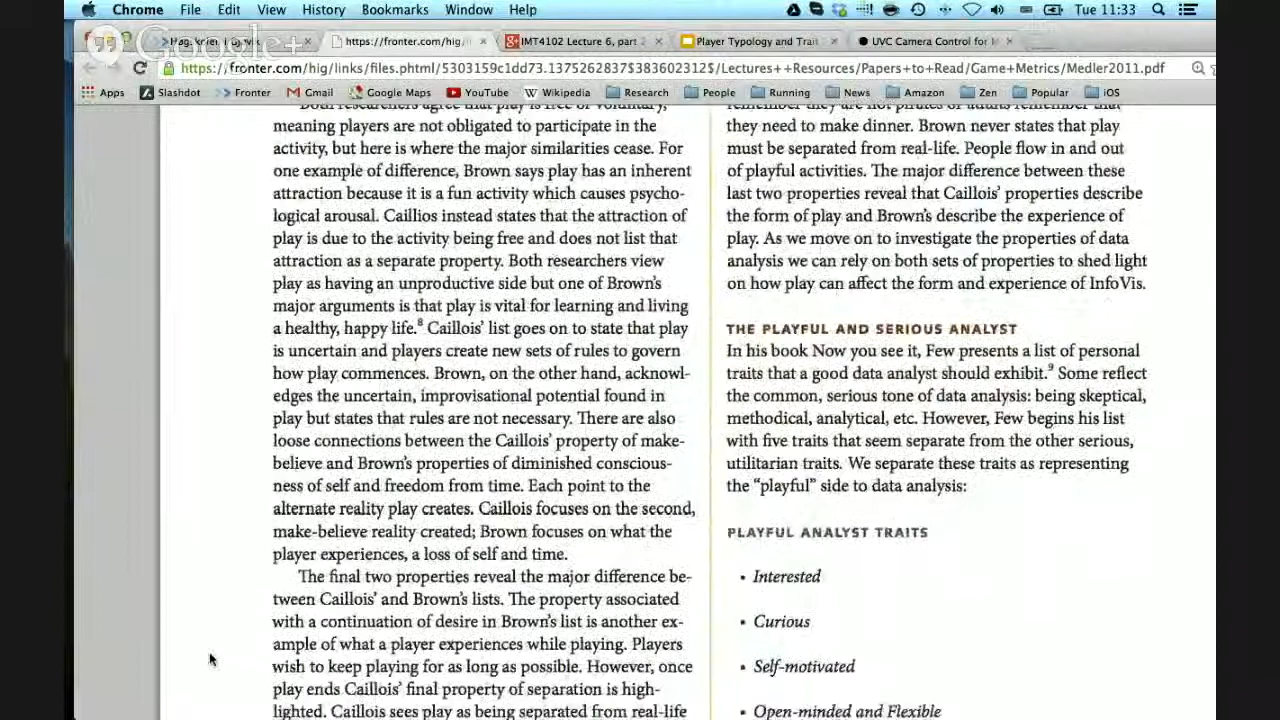 Chrome File Edit View History Bookmarks Window Help
Tue 11:33
Google+
https://fronter.com/hig/
IMT4102 Lecture 6, part 2
Player Typology and Trait
UVC Camera Control for
https://fronter.com/hig/links/files.phtml/5303159c1dd73.1375262837$383602312$/Lectures++Resources/Papers+to+Read/Game+Metrics/Medler2011.pdf
Apps Slashdot Fronter Gmail Google Maps YouTube Wikipedia Research People Running News Amazon Zen Popular iOS
Both researchers agree that play is free or voluntary,
meaning players are not obligated to participate in the
activity, but here is where the major similarities cease. For
one example of difference, Brown says play has an inherent
attraction because it is a fun activity which causes psycho-
logical arousal. Caillios instead states that the attraction of
play is due to the activity being free and does not list that
attraction as a separate property. Both researchers view
play as having an unproductive side but one of Brown's
major arguments is that play is vital for learning and living
a healthy, happy life.8 Caillois' list goes on to state that play
is uncertain and players create new sets of rules to govern
how play commences. Brown, on the other hand, acknowl-
edges the uncertain, improvisational potential found in
play but states that rules are not necessary. There are also
loose connections between the Caillois' property of make-
believe and Brown's properties of diminished conscious-
ness of self and freedom from time. Each point to the
alternate reality play creates. Caillois focuses on the second,
make-believe reality created; Brown focuses on what the
player experiences, a loss of self and time.
The final two properties reveal the major difference be-
tween Caillois' and Brown's lists. The property associated
with a continuation of desire in Brown's list is another ex-
ample of what a player experiences while playing. Players
wish to keep playing for as long as possible. However, once
play ends Caillois' final property of separation is high-
lighted. Caillois sees play as being separated from real-life
remember they are not pirates or adults remember that
they need to make dinner. Brown never states that play
must be separated from real-life. People flow in and out
of playful activities. The major difference between these
last two properties reveal that Caillois' properties describe
the form of play and Brown's describe the experience of
play. As we move on to investigate the properties of data
analysis we can rely on both sets of properties to shed light
on how play can affect the form and experience of InfoVis.
THE PLAYFUL AND SERIOUS ANALYST
In his book Now you see it, Few presents a list of personal
traits that a good data analyst should exhibit.9 Some reflect
the common, serious tone of data analysis: being skeptical,
methodical, analytical, etc. However, Few begins his list
with five traits that seem separate from the other serious,
utilitarian traits. We separate these traits as representing
the "playful" side to data analysis:
PLAYFUL ANALYST TRAITS
• Interested
• Curious
• Self-motivated
• Open-minded and Flexible